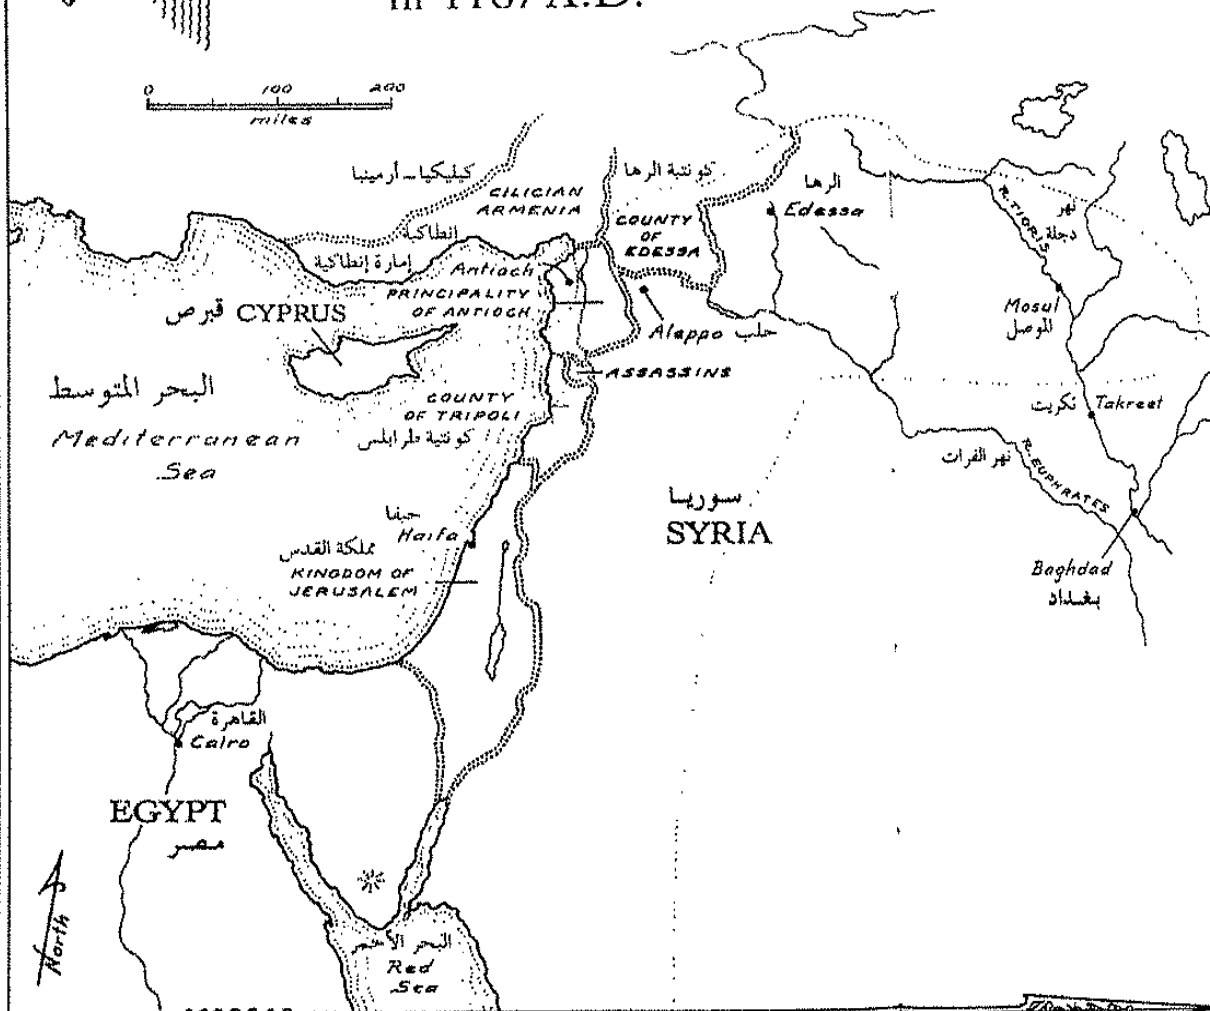 in 1187 A.D.
0 100 200
miles
كيليكيا-أرمينيا
CILICIAN
ARMENIA
كونتية الرها
COUNTY
OF
EDESSA
الرها
Edessa
نهر
دجلة
R. TIGRIS
إنطاكية
إمارة إنطاكية
Antioch
PRINCIPALITY
OF ANTIOCH
Mosul
الموصل
قبرص CYPRUS
Aleppo حلب
ASSASSINS
البحر المتوسط
Mediterranean
Sea
COUNTY
OF TRIPOLI
كونتية طرابلس
تكريت Takreet
نهر الفرات
R. EUPHRATES
سوريا
SYRIA
حيفا
Haifa
مملكة القدس
KINGDOM OF
JERUSALEM
Baghdad
بغداد
القاهرة
Cairo
EGYPT
مصر
North
البحر الأحمر
Red
Sea